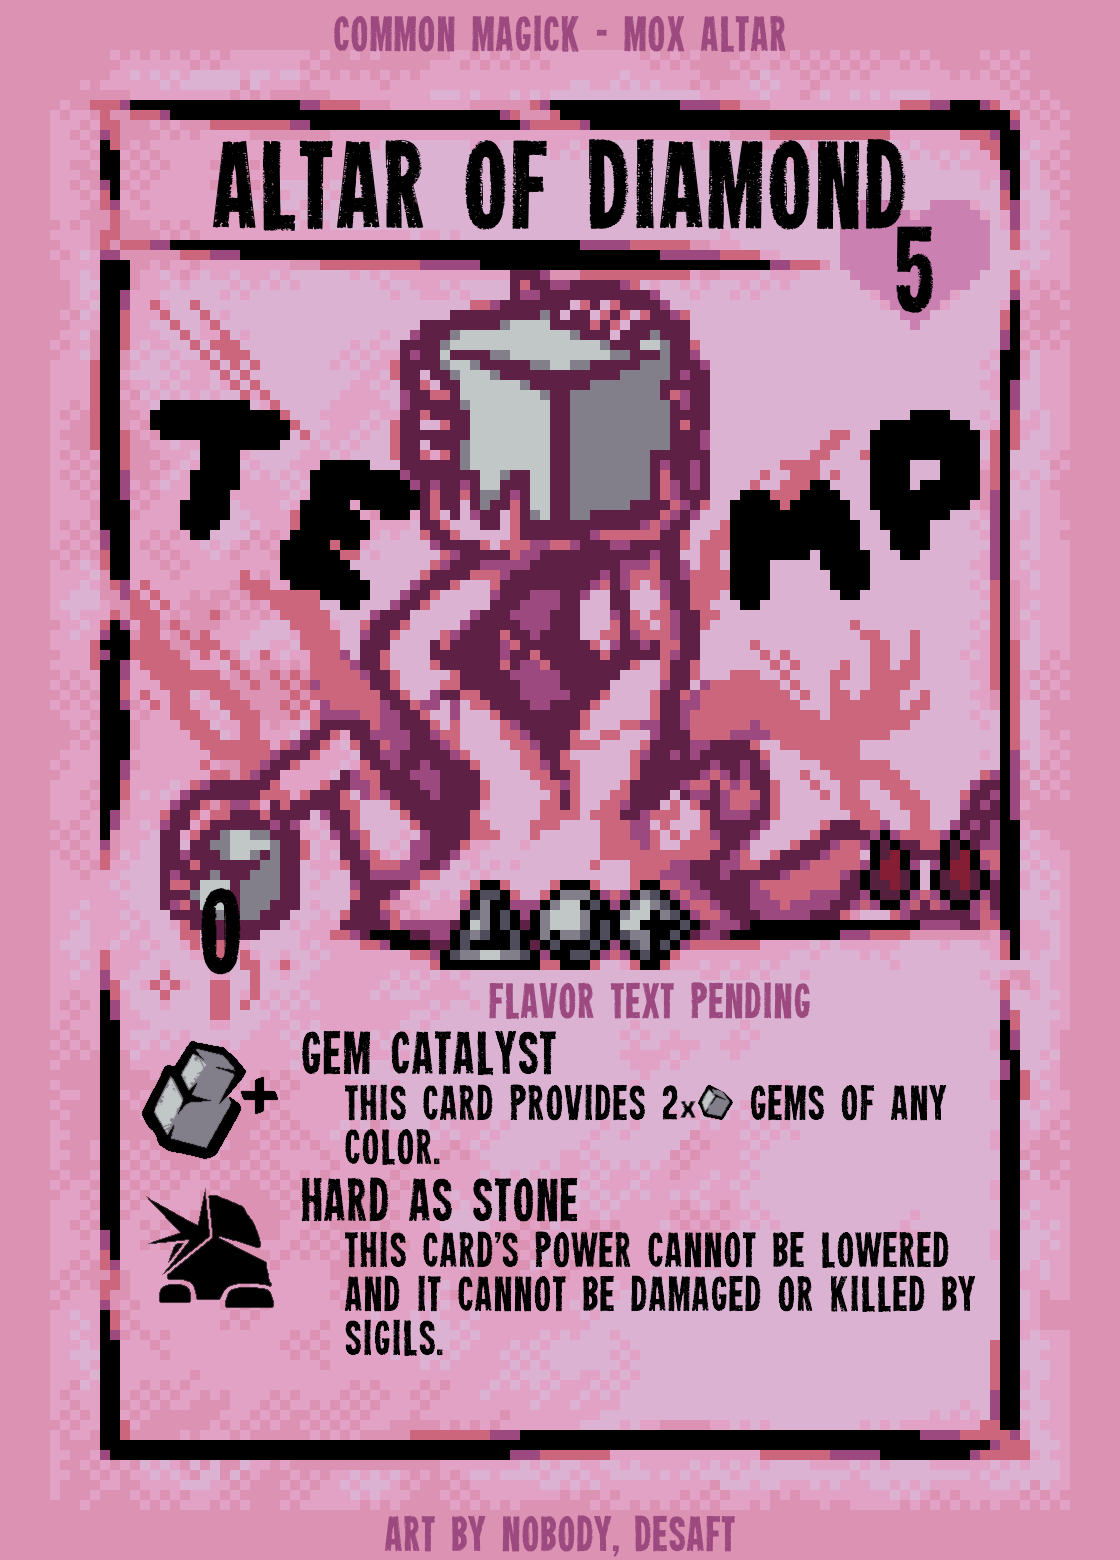 COMMON MAGICK - MOX ALTAR
ALTAR OF DIAMOND
5
TEMP
0
FLAVOR TEXT PENDING
GEM CATALYST
THIS CARD PROVIDES 2x GEMS OF ANY
COLOR.
+
HARD AS STONE
THIS CARD'S POWER CANNOT BE LOWERED
AND IT CANNOT BE DAMAGED OR KILLED BY
SIGILS.
ART BY NOBODY, DESAFT